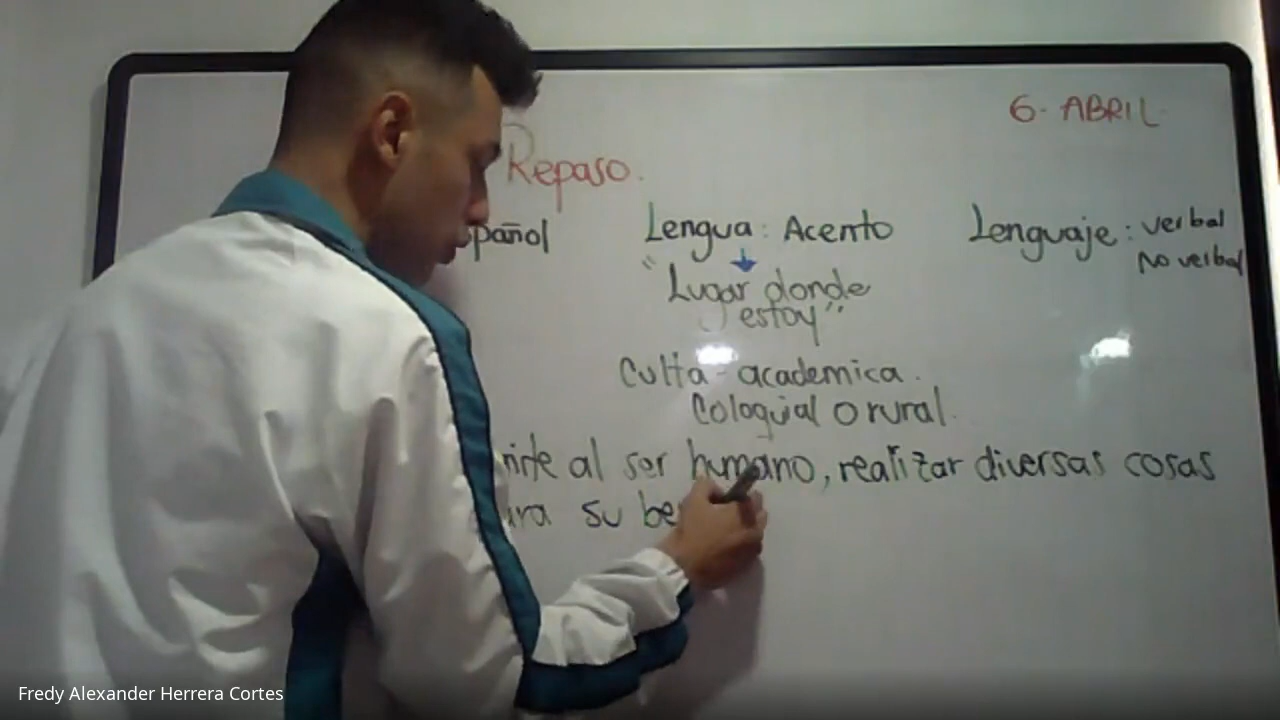 6. ABRIL
Repaso.
pañol
Lengua: Acento
Lenguaje: verbal
no verbal
"Lugar donde
estoy"
Culta - academica.
Coloquial o rural.
al ser humano, realizar diversas cosas
su be
Fredy Alexander Herrera Cortes